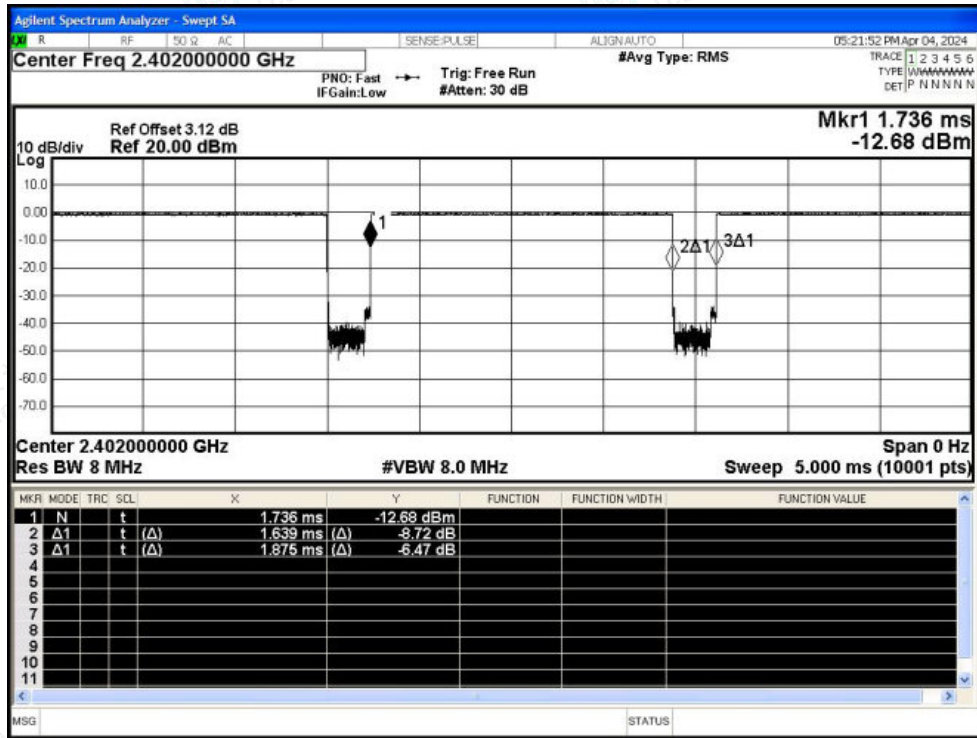 Agilent Spectrum Analyzer - Swept SA
LXI R RF 50 Ω AC SENSE:PULSE ALIGNAUTO 05:21:52 PM Apr 04, 2024
Center Freq 2.402000000 GHz
PNO: Fast
IFGain:Low
Trig: Free Run
#Atten: 30 dB
#Avg Type: RMS
TRACE 1 2 3 4 5 6
TYPE WWWWWW
DET P N N N N N
Mkr1 1.736 ms
-12.68 dBm
Ref Offset 3.12 dB
10 dB/div Ref 20.00 dBm
Log
10.0
0.00
-10.0
-20.0
-30.0
-40.0
-50.0
-60.0
-70.0
1
2Δ1
3Δ1
Center 2.402000000 GHz Span 0 Hz
Res BW 8 MHz #VBW 8.0 MHz Sweep 5.000 ms (10001 pts)
MKR MODE TRC SCL X Y FUNCTION FUNCTION WIDTH FUNCTION VALUE
1 N t 1.736 ms -12.68 dBm
2 Δ1 t (Δ) 1.639 ms (Δ) -8.72 dB
3 Δ1 t (Δ) 1.875 ms (Δ) -6.47 dB
4
5
6
7
8
9
10
11
MSG STATUS